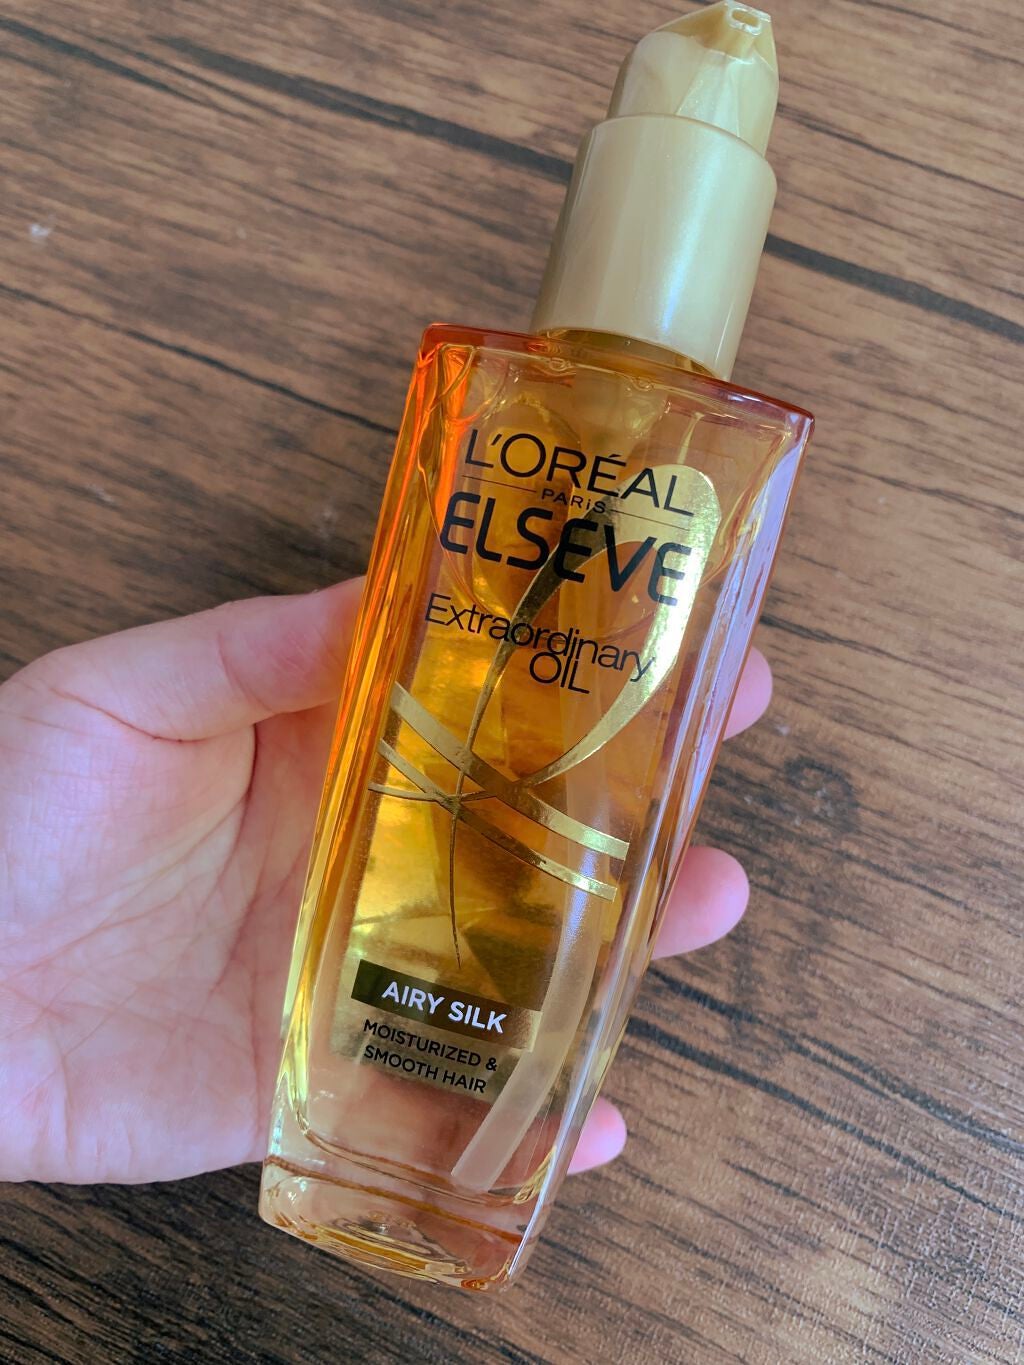 L'ORÉAL
PARIS
ELSEVE
Extraordinary
OIL
AIRY SILK
MOISTURIZED &
SMOOTH HAIR